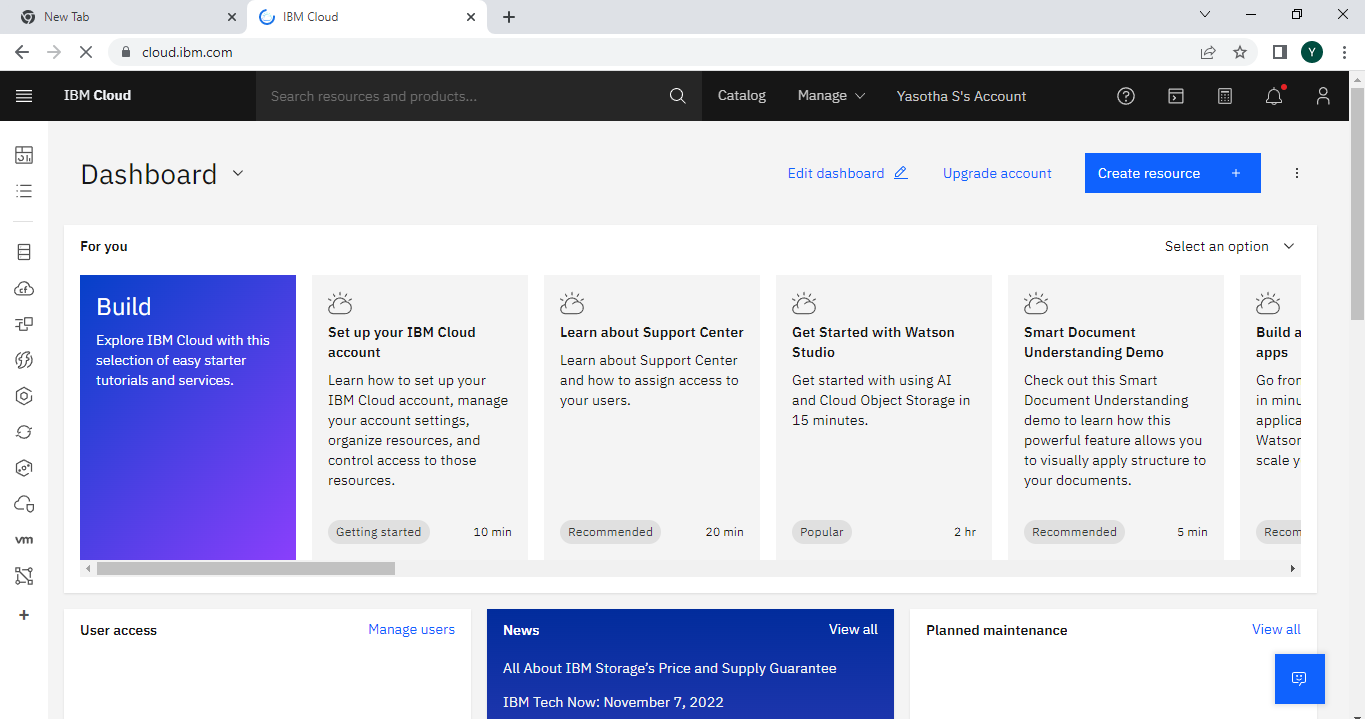 New Tab
IBM Cloud
cloud.ibm.com
Y
IBM Cloud
Search resources and products...
Catalog
Manage
Yasotha S's Account
Dashboard
Edit dashboard
Upgrade account
Create resource +
For you
Select an option
Build
Explore IBM Cloud with this
selection of easy starter
tutorials and services.
Set up your IBM Cloud
account
Learn how to set up your
IBM Cloud account, manage
your account settings,
organize resources, and
control access to those
resources.
Getting started
10 min
Learn about Support Center
Learn about Support Center
and how to assign access to
your users.
Recommended
20 min
Get Started with Watson
Studio
Get started with using AI
and Cloud Object Storage in
15 minutes.
Popular
2 hr
Smart Document
Understanding Demo
Check out this Smart
Document Understanding
demo to learn how this
powerful feature allows you
to visually apply structure to
your documents.
Recommended
5 min
Build a
apps
Go from
in minu
applica
Watson
scale y
Recom
cf
vm
User access
Manage users
News
View all
All About IBM Storage’s Price and Supply Guarantee
IBM Tech Now: November 7, 2022
Planned maintenance
View all